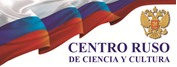 CENTRO RUSO
DE CIENCIA Y CULTURA